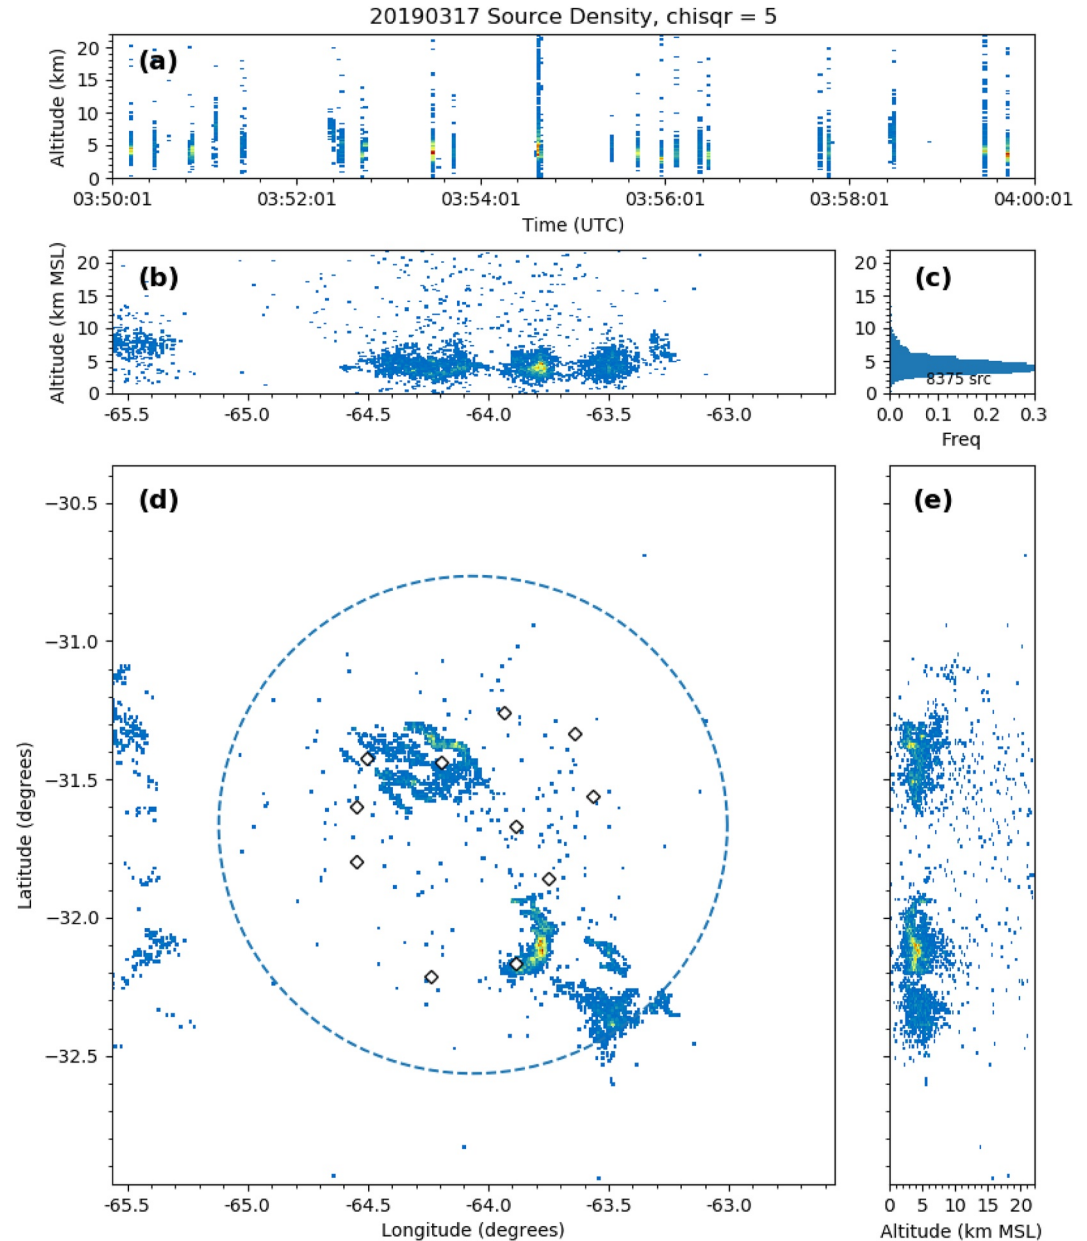 20190317 Source Density, chisqr = 5
(a)
Altitude (km)
20
15
10
5
0
03:50:01 03:52:01 03:54:01 03:56:01 03:58:01 04:00:01
Time (UTC)
(b)
Altitude (km MSL)
20
15
10
5
0
-65.5 -65.0 -64.5 -64.0 -63.5 -63.0
(c)
20
15
10
5
0
8375 src
0.0 0.1 0.2 0.3
Freq
(d)
Latitude (degrees)
−30.5
−31.0
−31.5
−32.0
−32.5
-65.5 -65.0 -64.5 -64.0 -63.5 -63.0
Longitude (degrees)
(e)
0 5 10 15 20
Altitude (km MSL)